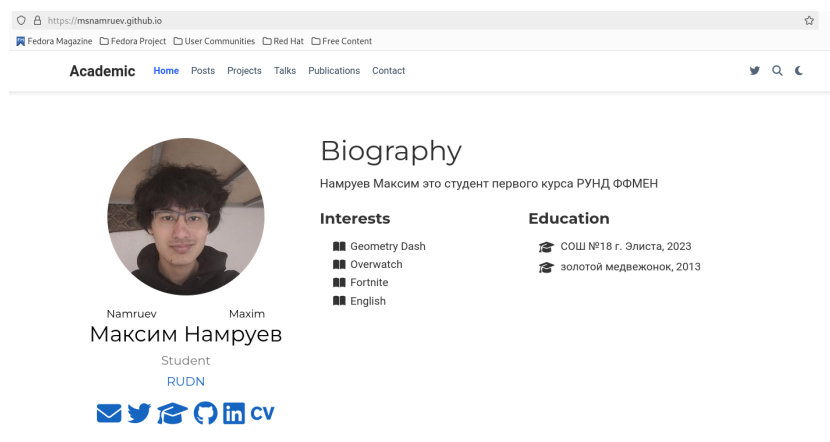 https://msnamruev.github.io
Fedora Magazine Fedora Project User Communities Red Hat Free Content
Academic Home Posts Projects Talks Publications Contact
Biography
Намруев Максим это студент первого курса РУНД ФФМЕН
Interests
Geometry Dash
Overwatch
Fortnite
English
Education
СОШ №18 г. Элиста, 2023
золотой медвежонок, 2013
Namruev Maxim
Максим Намруев
Student
RUDN
CV